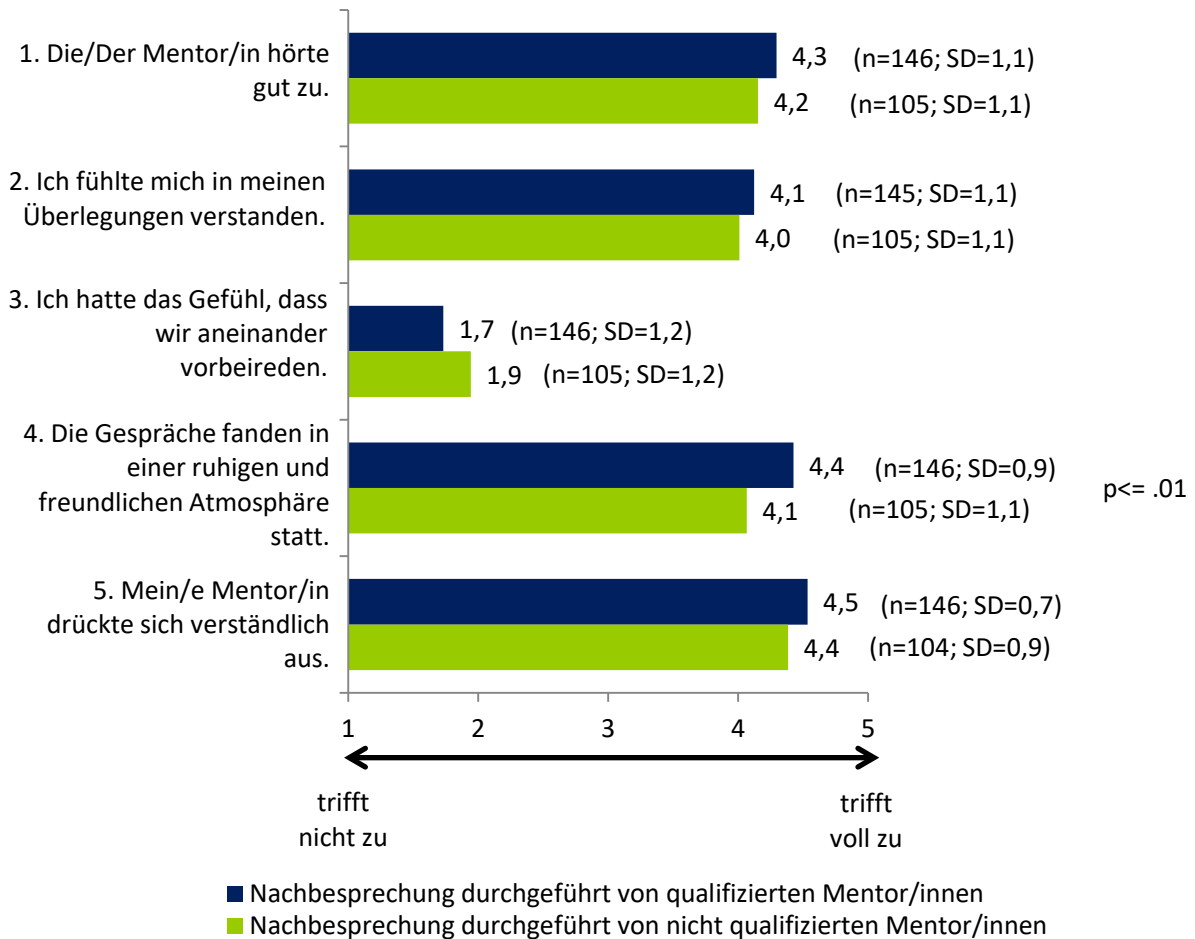 1. Die/Der Mentor/in hörte
gut zu.
4,3 (n=146; SD=1,1)
4,2 (n=105; SD=1,1)
2. Ich fühlte mich in meinen
Überlegungen verstanden.
4,1 (n=145; SD=1,1)
4,0 (n=105; SD=1,1)
3. Ich hatte das Gefühl, dass
wir aneinander
vorbeireden.
1,7 (n=146; SD=1,2)
1,9 (n=105; SD=1,2)
4. Die Gespräche fanden in
einer ruhigen und
freundlichen Atmosphäre
statt.
4,4 (n=146; SD=0,9)
4,1 (n=105; SD=1,1)
p<= .01
5. Mein/e Mentor/in
drückte sich verständlich
aus.
4,5 (n=146; SD=0,7)
4,4 (n=104; SD=0,9)
1 2 3 4 5
trifft
nicht zu
trifft
voll zu
Nachbesprechung durchgeführt von qualifizierten Mentor/innen
Nachbesprechung durchgeführt von nicht qualifizierten Mentor/innen